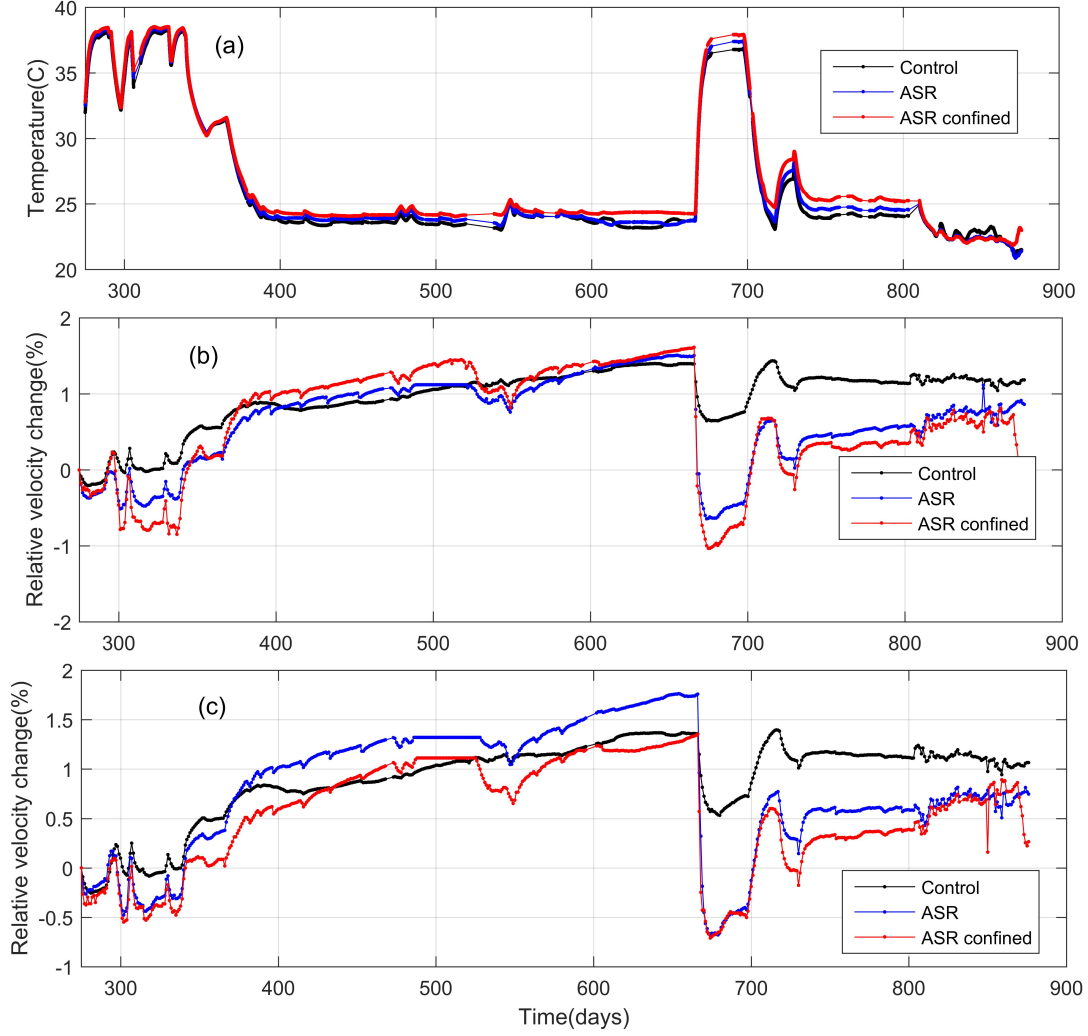 40
35
30
25
20
Temperature(C)
(a)
Control
ASR
ASR confined
300 400 500 600 700 800 900
2
1
0
-1
-2
Relative velocity change(%)
(b)
Control
ASR
ASR confined
300 400 500 600 700 800 900
2
1.5
1
0.5
0
-0.5
-1
Relative velocity change(%)
(c)
Control
ASR
ASR confined
300 400 500 600 700 800 900
Time(days)